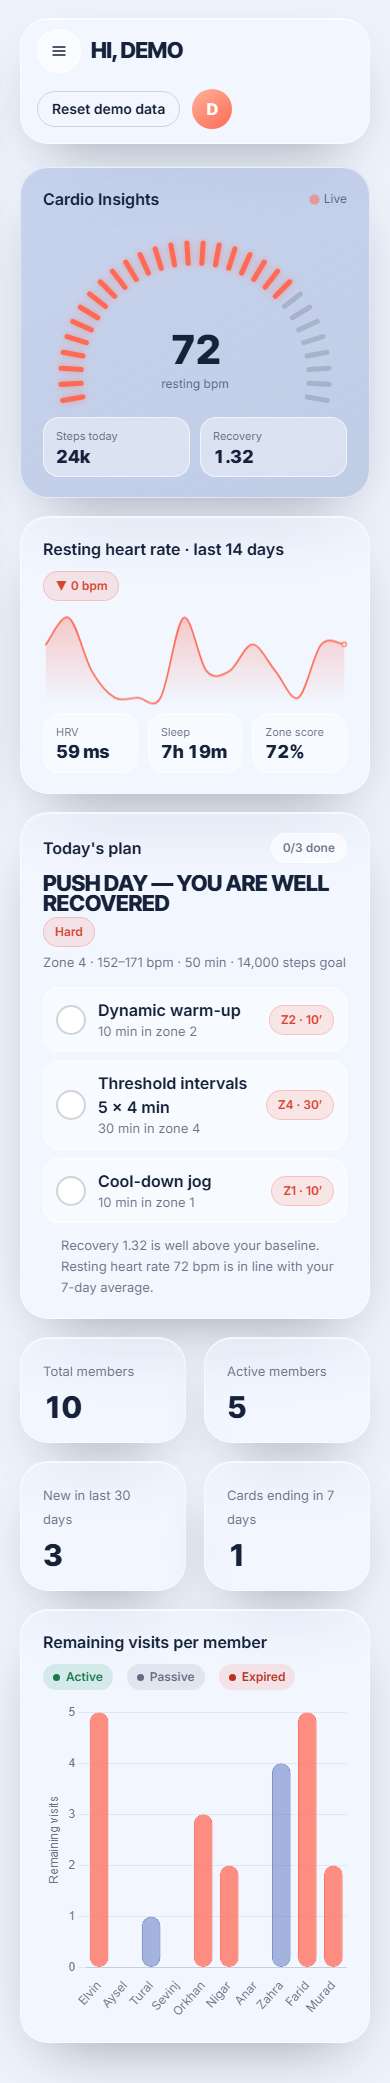 HI, DEMO
Reset demo data
D
Cardio Insights
Live
72
resting bpm
Steps today
24k
Recovery
1.32
Resting heart rate · last 14 days
▼ 0 bpm
HRV
59 ms
Sleep
7h 19m
Zone score
72%
Today's plan
0/3 done
PUSH DAY — YOU ARE WELL
RECOVERED
Hard
Zone 4 · 152–171 bpm · 50 min · 14,000 steps goal
Dynamic warm-up
10 min in zone 2
Z2 · 10′
Threshold intervals
5 × 4 min
30 min in zone 4
Z4 · 30′
Cool-down jog
10 min in zone 1
Z1 · 10′
Recovery 1.32 is well above your baseline.
Resting heart rate 72 bpm is in line with your
7-day average.
Total members
10
Active members
5
New in last 30
days
3
Cards ending in 7
days
1
Remaining visits per member
Active
Passive
Expired
Remaining visits
5
4
3
2
1
0
Elvin
Aysel
Tural
Sevinj
Orkhan
Nigar
Anar
Zahra
Farid
Murad